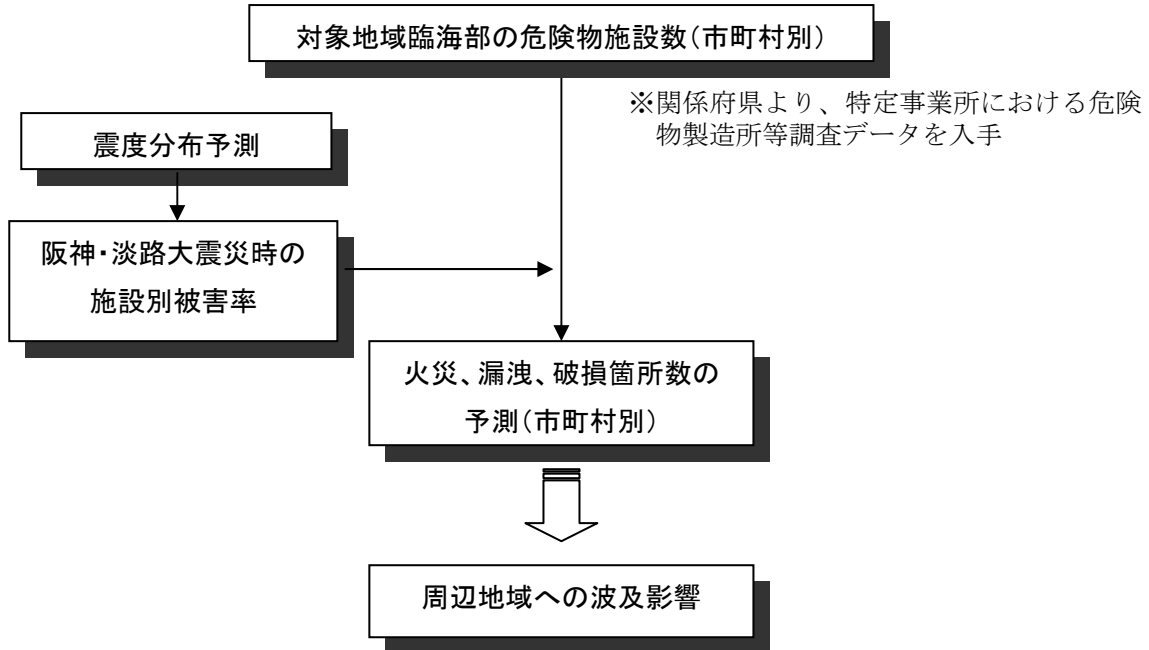 対象地域臨海部の危険物施設数（市町村別）
※関係府県より、特定事業所における危険
物製造所等調査データを入手
震度分布予測
阪神・淡路大震災時の
施設別被害率
火災、漏洩、破損箇所数の
予測（市町村別）
周辺地域への波及影響